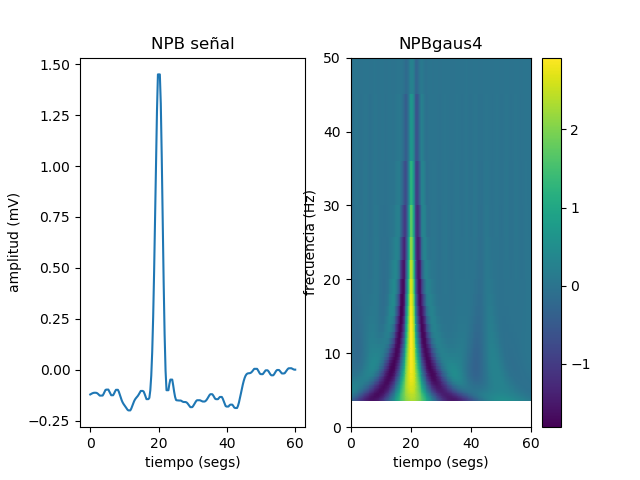 NPB señal
1.50
1.25
1.00
0.75
0.50
0.25
0.00
−0.25
0 20 40 60
amplitud (mV)
tiempo (segs)
NPBgaus4
50
40
30
20
10
0
0 20 40 60
frecuencia (Hz)
tiempo (segs)
2
1
0
−1